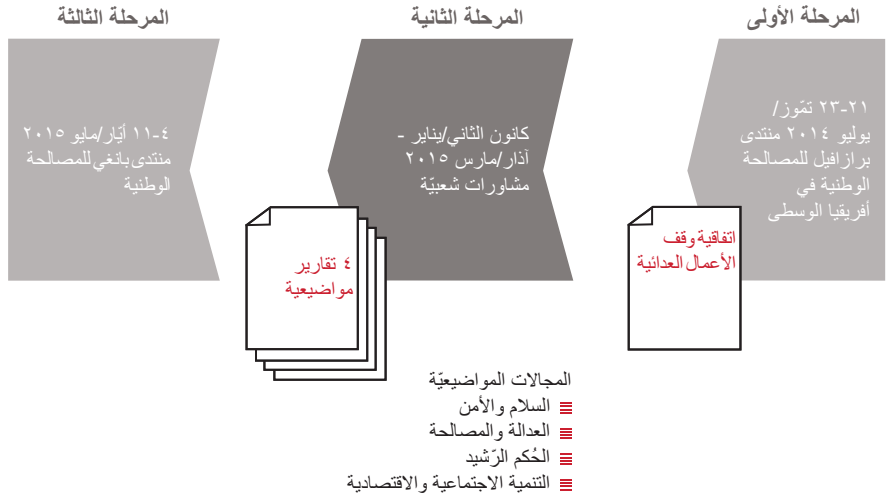 المرحلة الأولى
٢١-٢٣ تمّوز/
يوليو ٢٠١٤ منتدى
برازافيل للمصالحة
الوطنية في
أفريقيا الوسطى
اتفاقية وقف
الأعمال العدائية
المرحلة الثانية
كانون الثاني/يناير -
آذار/مارس ٢٠١٥
مشاورات شعبيّة
٤ تقارير
مواضيعية
المجالات المواضيعيّة
السلام والأمن
العدالة والمصالحة
الحُكم الرّشيد
التنمية الاجتماعية والاقتصادية
المرحلة الثالثة
٤-١١ أيّار/مايو ٢٠١٥
منتدى بانغي للمصالحة
الوطنية